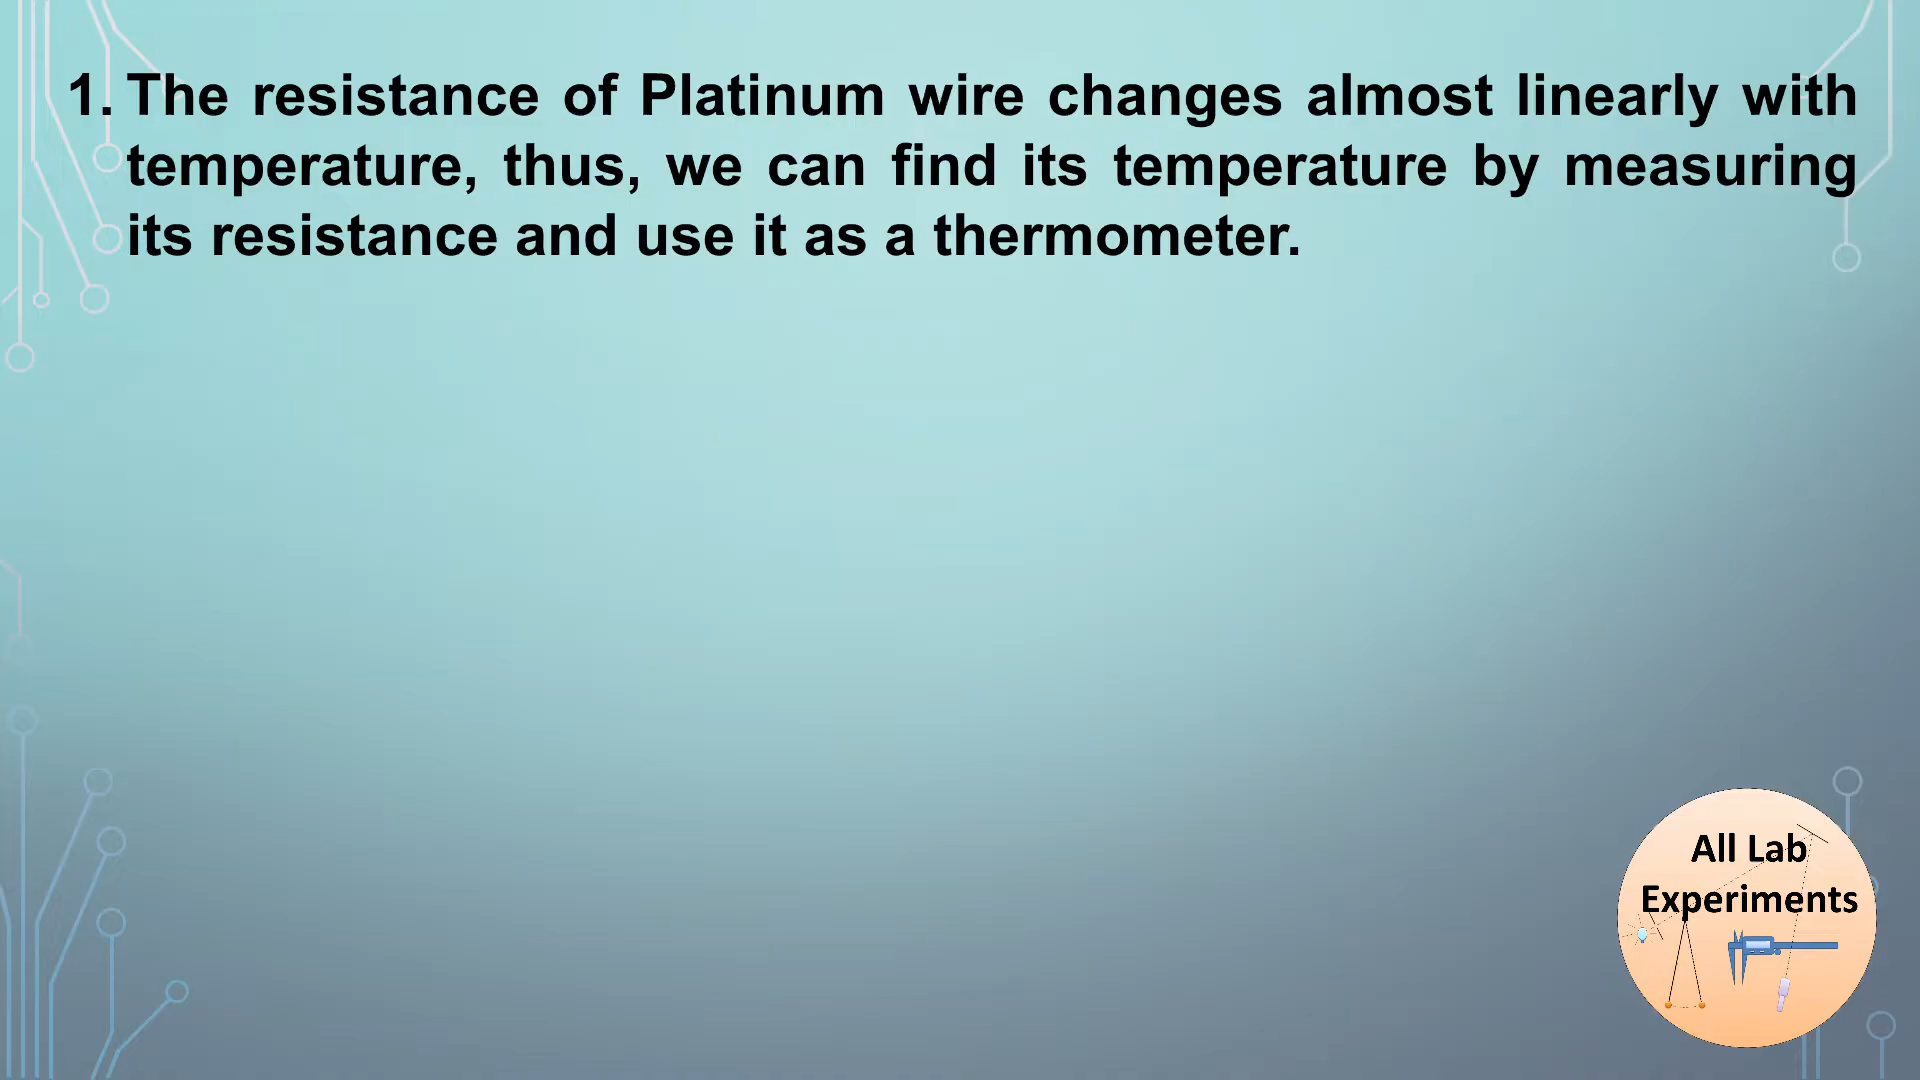 1. The resistance of Platinum wire changes almost linearly with
temperature, thus, we can find its temperature by measuring
its resistance and use it as a thermometer.
All Lab
Experiments